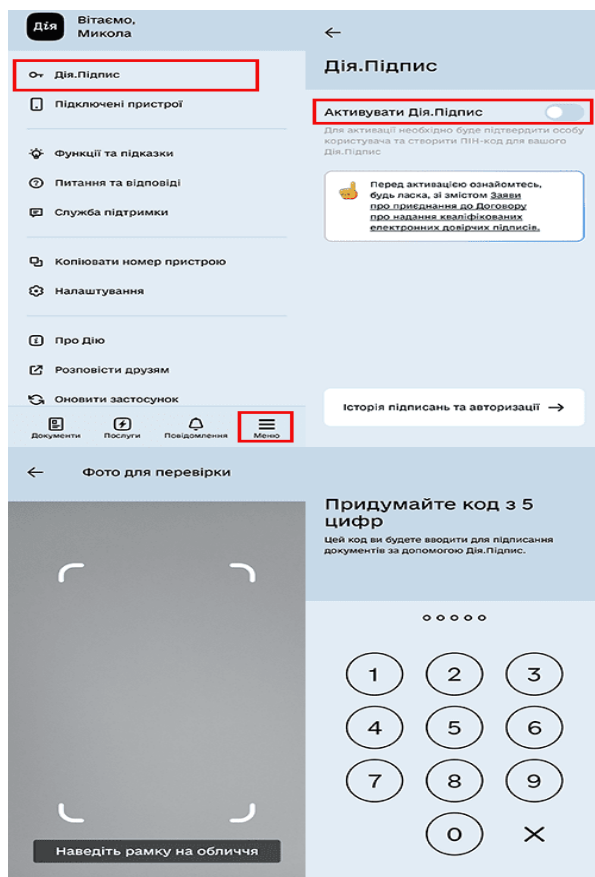 Дія
Вітаємо,
Микола
Дія.Підпис
Підключені пристрої
Функції та підказки
Питання та відповіді
Служба підтримки
Копіювати номер пристрою
Налаштування
Про Дію
Розповісти друзям
Оновити застосунок
Документи
Послуги
Повідомлення
Меню
Дія.Підпис
Активувати Дія.Підпис
Для активації необхідно буде підтвердити особу
користувача та створити ПІН-код для вашого
Дія.Підпис
Перед активацією ознайомтесь,
будь ласка, зі змістом Заяви
про приєднання до Договору
про надання кваліфікованих
електронних довірчих підписів.
Історія підписань та авторизації →
Фото для перевірки
Наведіть рамку на обличчя
Придумайте код з 5
цифр
Цей код ви будете вводити для підписання
документів за допомогою Дія.Підпис.
1 2 3
4 5 6
7 8 9
0 ✕